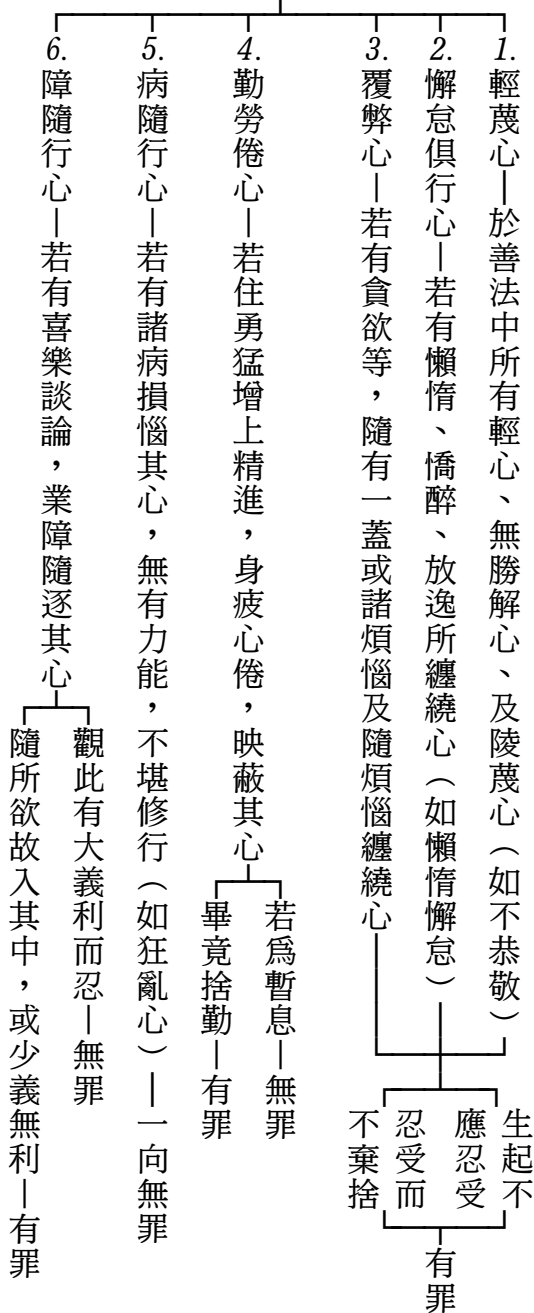 1. 輕蔑心—於善法中所有輕心、無勝解心、及陵蔑心（如不恭敬）
2. 懈怠俱行心—若有懶惰、憍醉、放逸所纏繞心（如懶惰懈怠）
3. 覆弊心—若有貪欲等，隨有一蓋或諸煩惱及隨煩惱纏繞心
生起不
應忍受
忍受而
不棄捨
有罪
4. 勤勞倦心—若住勇猛增上精進，身疲心倦，映蔽其心
若爲暫息—無罪
畢竟捨勤—有罪
5. 病隨行心—若有諸病損惱其心，無有力能，不堪修行（如狂亂心）—一向無罪
6. 障隨行心—若有喜樂談論，業障隨逐其心
觀此有大義利而忍—無罪
隨所欲故入其中，或少義無利—有罪